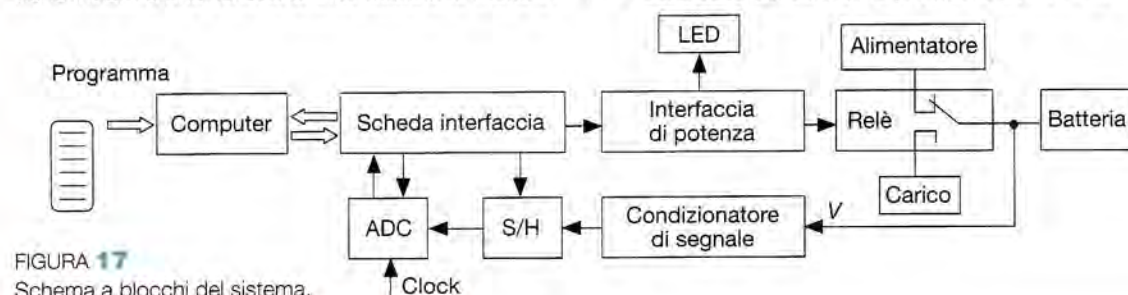 LED
Alimentatore
Programma
Computer
Scheda interfaccia
Interfaccia
di potenza
Relè
Batteria
Carico
ADC
S/H
Condizionatore
di segnale
V
FIGURA 17
Schema a blocchi del sistema.
Clock